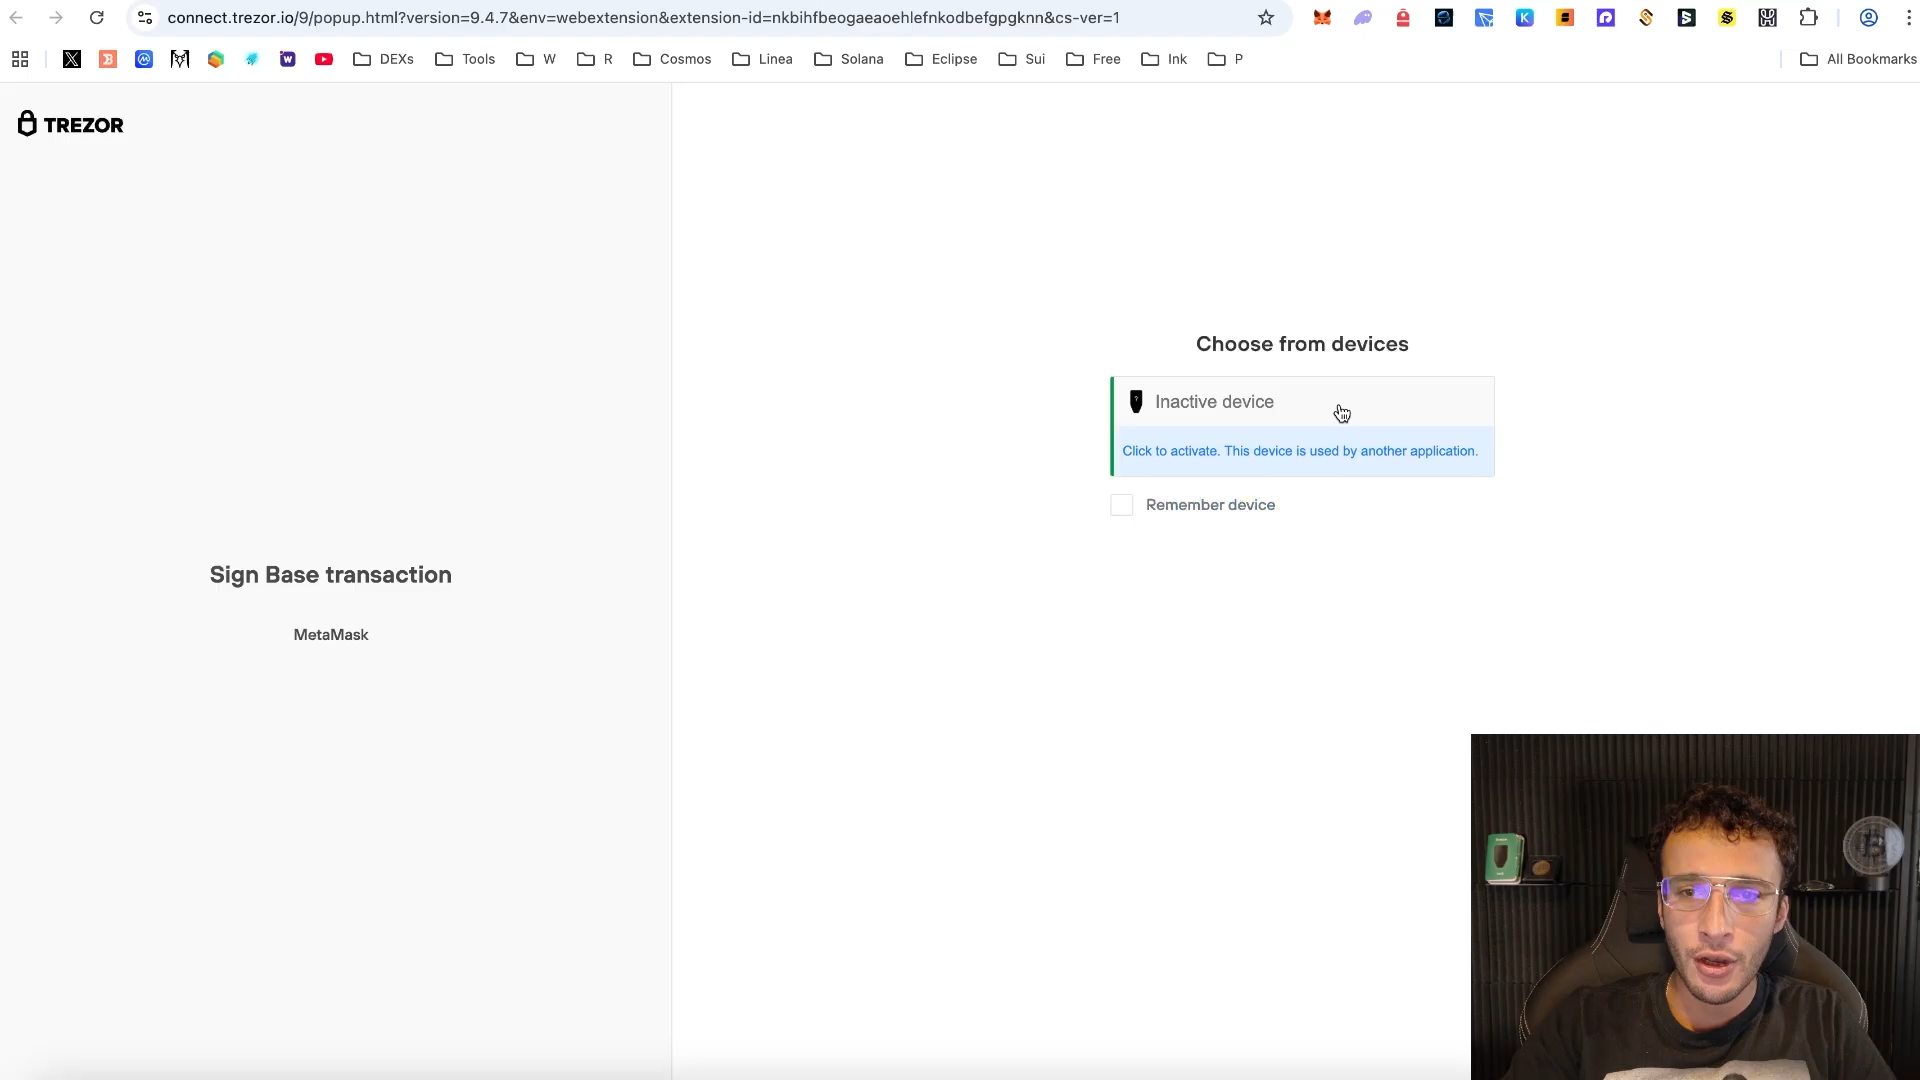 connect.trezor.io/9/popup.html?version=9.4.7&env=webextension&extension-id=nkbihfbeogaeaoehlefnkodbefgpgknn&cs-ver=1
DEXs Tools W R Cosmos Linea Solana Eclipse Sui Free Ink P All Bookmarks
TREZOR
Choose from devices
Inactive device
Click to activate. This device is used by another application.
Remember device
Sign Base transaction
MetaMask